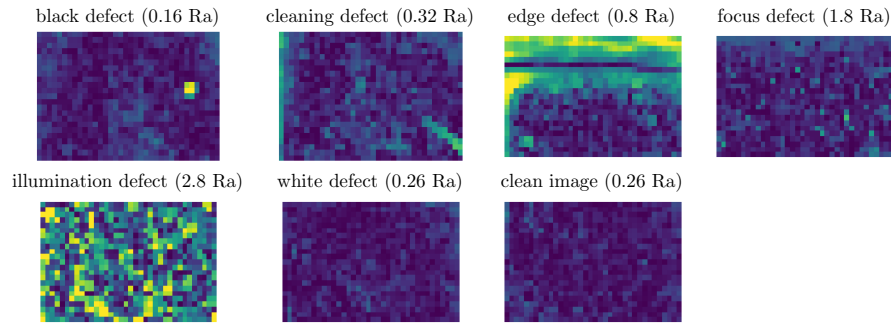 black defect (0.16 Ra) cleaning defect (0.32 Ra) edge defect (0.8 Ra) focus defect (1.8 Ra)
illumination defect (2.8 Ra) white defect (0.26 Ra) clean image (0.26 Ra)